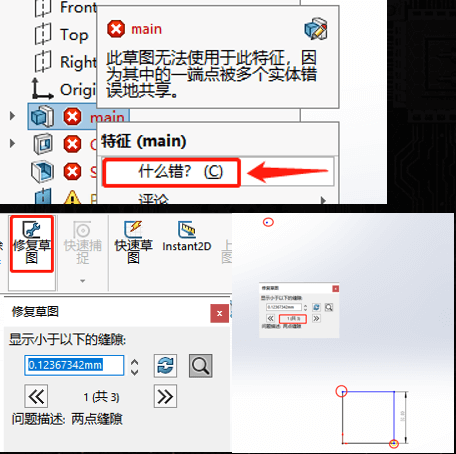 Front
main
Top
此草图无法使用于此特征，因
为其中的一端点被多个实体错
误地共享。
Right
Orig
main
特征 (main)
什么错? (C)
评论
修复草
图
快速捕
捉
快速草
图
Instant2D
修复草图
显示小于以下的缝隙:
0.12367342mm
1 (共 3)
问题描述: 两点缝隙
修复草图
显示小于以下的缝隙:
0.12367342mm
1 (共 3)
问题描述: 两点缝隙